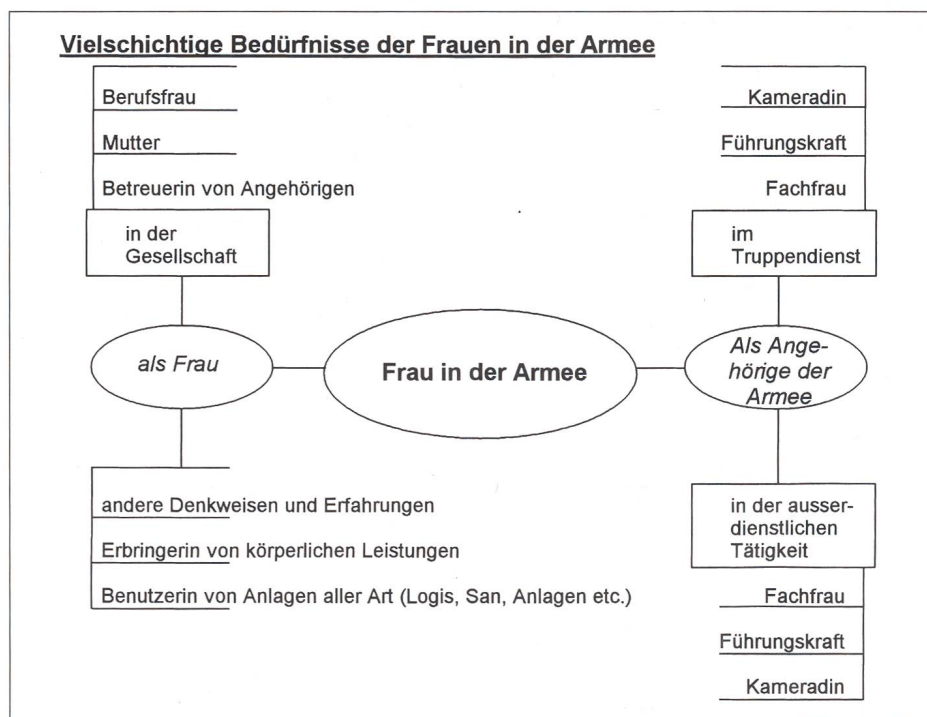 Vielschichtige Bedürfnisse der Frauen in der Armee
Berufsfrau
Mutter
Betreuerin von Angehörigen
in der
Gesellschaft
Kameradin
Führungskraft
Fachfrau
im
Truppendienst
als Frau
Frau in der Armee
Als Ange-
hörige der
Armee
andere Denkweisen und Erfahrungen
Erbringerin von körperlichen Leistungen
Benutzerin von Anlagen aller Art (Logis, San, Anlagen etc.)
in der ausser-
dienstlichen
Tätigkeit
Fachfrau
Führungskraft
Kameradin